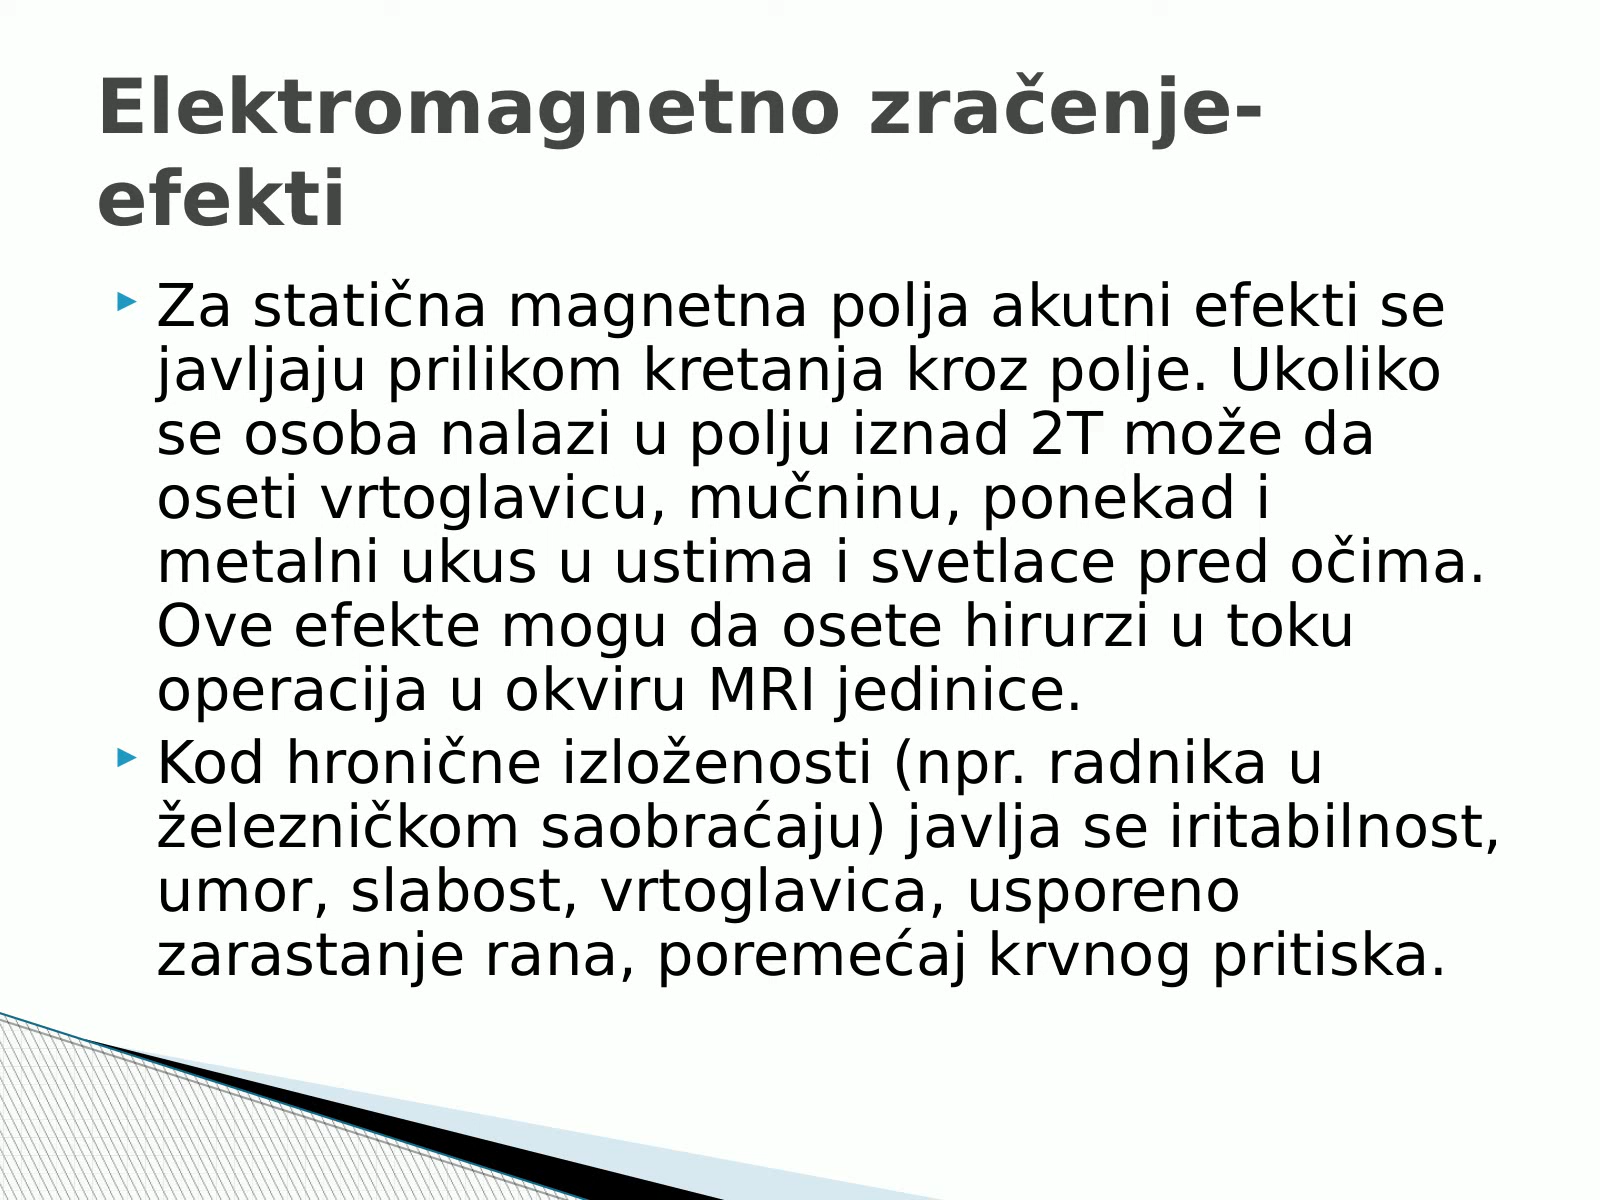 Elektromagnetno zračenje-
efekti
Za statična magnetna polja akutni efekti se
javljaju prilikom kretanja kroz polje. Ukoliko
se osoba nalazi u polju iznad 2T može da
oseti vrtoglavicu, mučninu, ponekad i
metalni ukus u ustima i svetlace pred očima.
Ove efekte mogu da osete hirurzi u toku
operacija u okviru MRI jedinice.
Kod hronične izloženosti (npr. radnika u
železničkom saobraćaju) javlja se iritabilnost,
umor, slabost, vrtoglavica, usporeno
zarastanje rana, poremećaj krvnog pritiska.